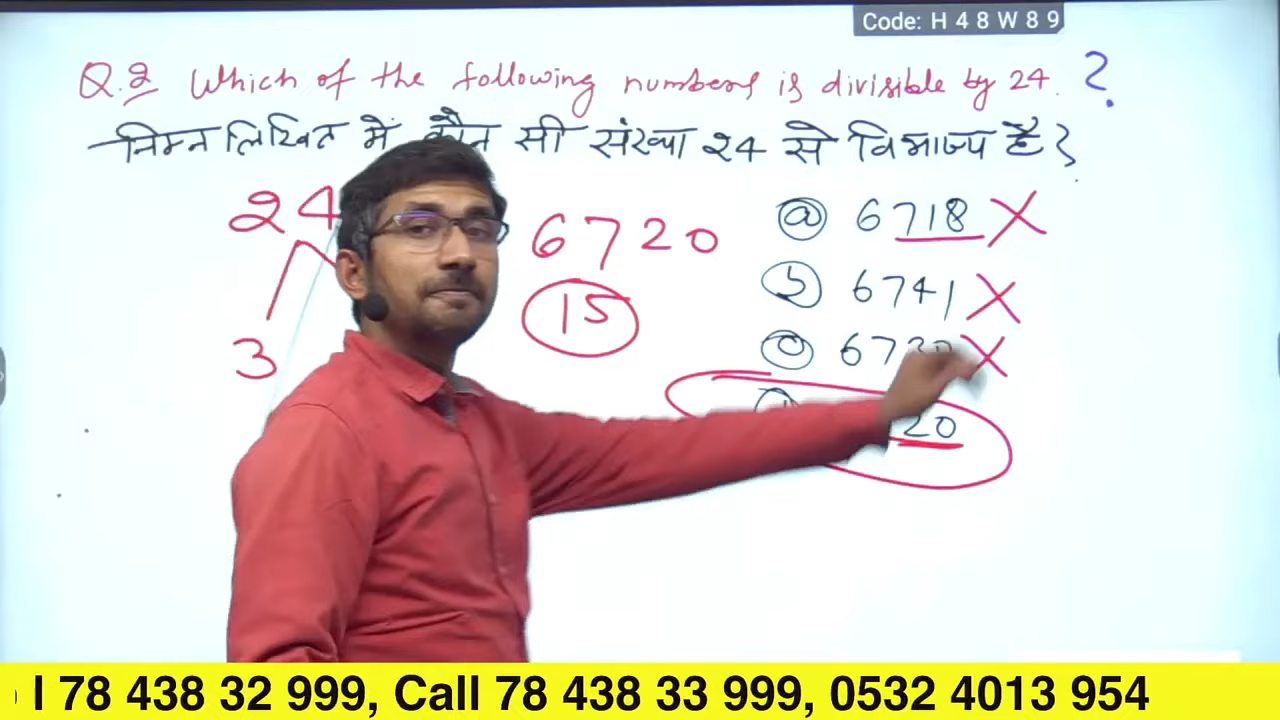 Code: H 4 8 W 8 9
Q.2 Which of the following numbers is divisible by 24. ?
निम्नलिखित में कौन सी संख्या 24 से विभाज्य है?
24
3
6720
15
(a) 6718 X
(b) 6741 X
(c) 67 X
20
l 78 438 32 999, Call 78 438 33 999, 0532 4013 954